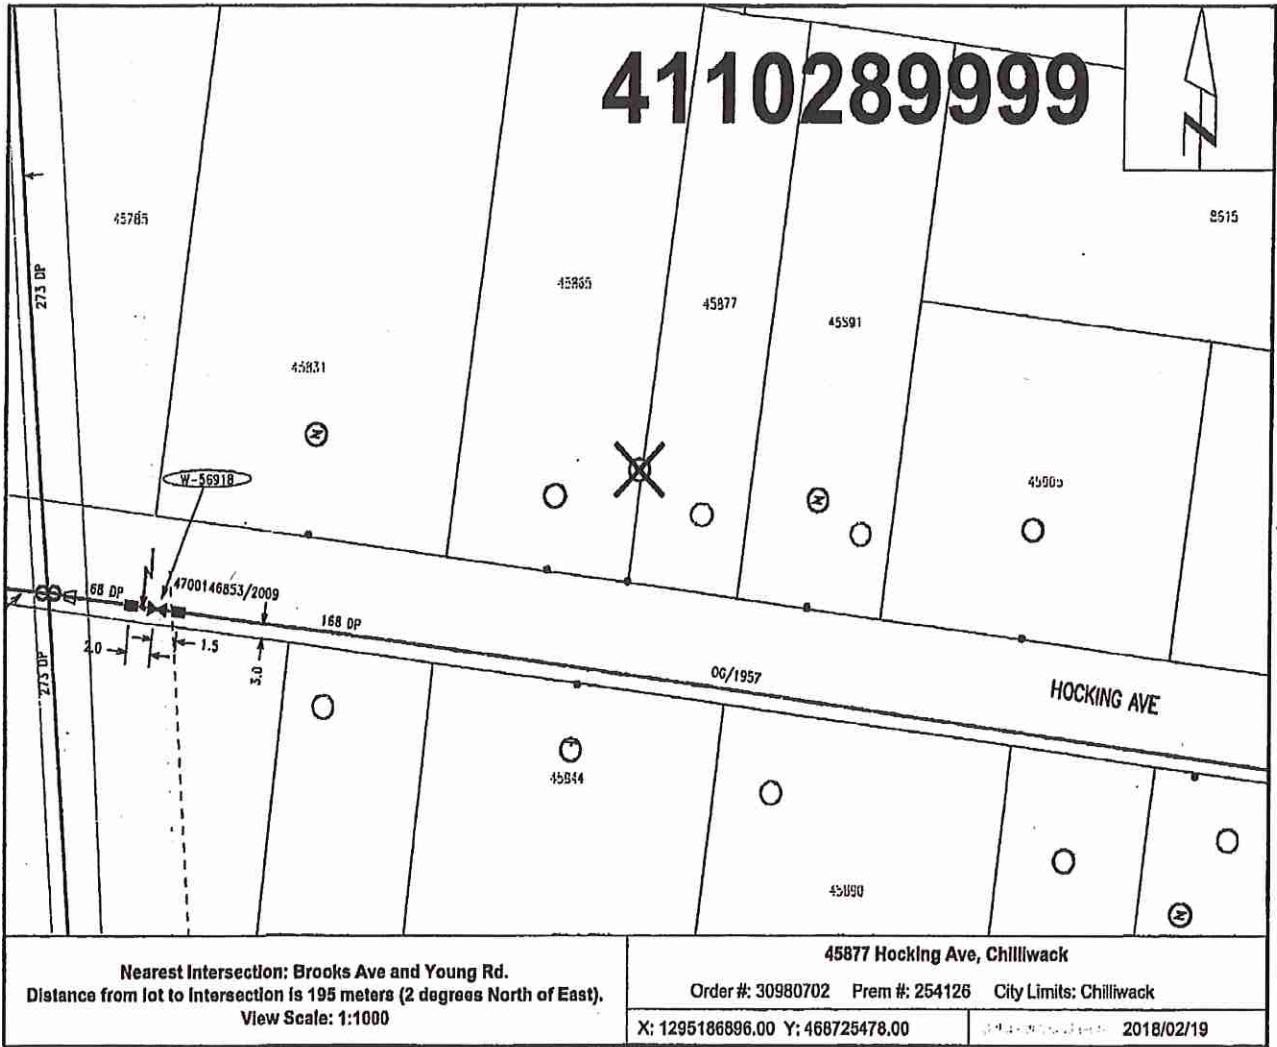 4110289999
N
45785
8615
273 DP
45865
45877
45891
45831
N
W-56918
N
45905
68 DP
4700146853/2009
168 DP
2.0
1.5
3.0
273 DP
OG/1957
HOCKING AVE
45844
45890
N
Nearest Intersection: Brooks Ave and Young Rd.
Distance from lot to Intersection is 195 meters (2 degrees North of East).
View Scale: 1:1000
45877 Hocking Ave, Chilliwack
Order #: 30980702 Prem #: 254126 City Limits: Chilliwack
X: 1295186896.00 Y: 468725478.00
2018/02/19